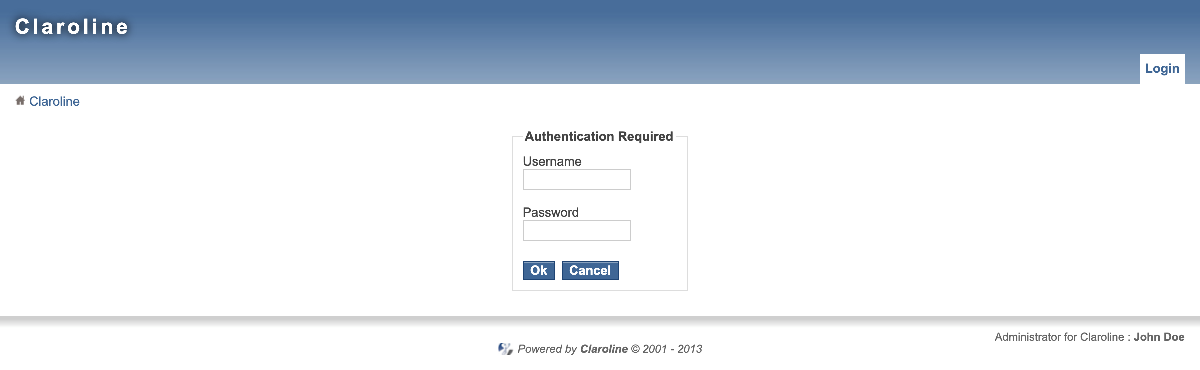 Claroline
Login
Claroline
Authentication Required
Username
Password
Ok Cancel
Administrator for Claroline : John Doe
Powered by Claroline © 2001 - 2013